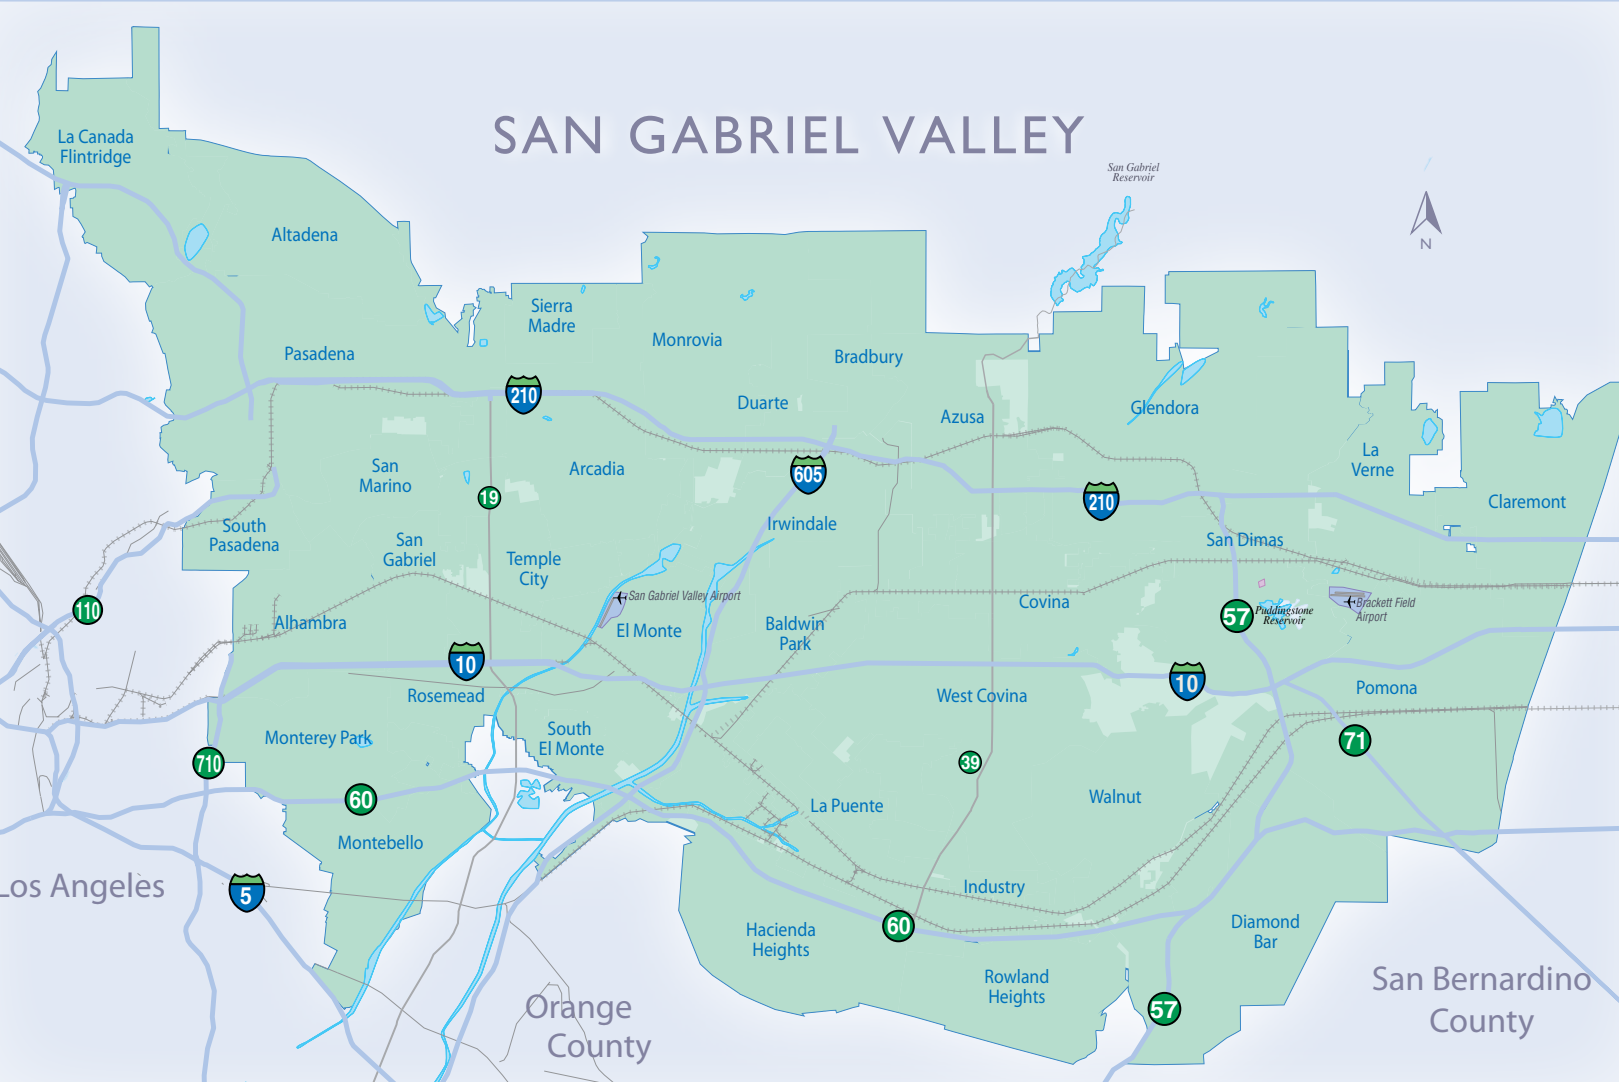 SAN GABRIEL VALLEY
La Canada
Flintridge
San Gabriel
Reservoir
N
Altadena
Sierra
Madre
Monrovia
Pasadena
Bradbury
210
Duarte
Azusa
Glendora
La
Verne
San
Marino
Arcadia
605
19
210
Claremont
South
Pasadena
Irwindale
San
Gabriel
Temple
City
San Dimas
110
San Gabriel Valley Airport
Covina
57
Puddingstone
Reservoir
Brackett Field
Airport
Alhambra
El Monte
Baldwin
Park
10
Rosemead
West Covina
10
Pomona
Monterey Park
South
El Monte
710
39
71
60
La Puente
Walnut
Montebello
Los Angeles
5
Industry
60
Hacienda
Heights
Diamond
Bar
Rowland
Heights
57
Orange
County
San Bernardino
County